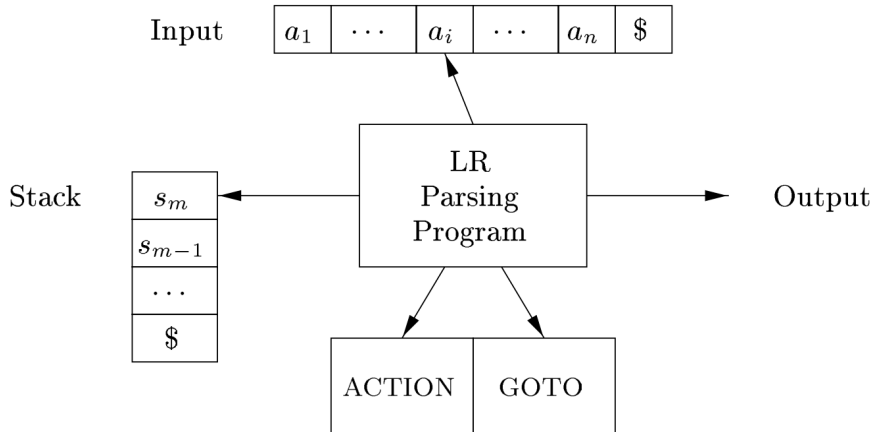 Input a₁ ⋯ aᵢ ⋯ aₙ $
LR
Parsing
Program
Stack
sₘ
sₘ₋₁
⋯
$
Output
ACTION GOTO